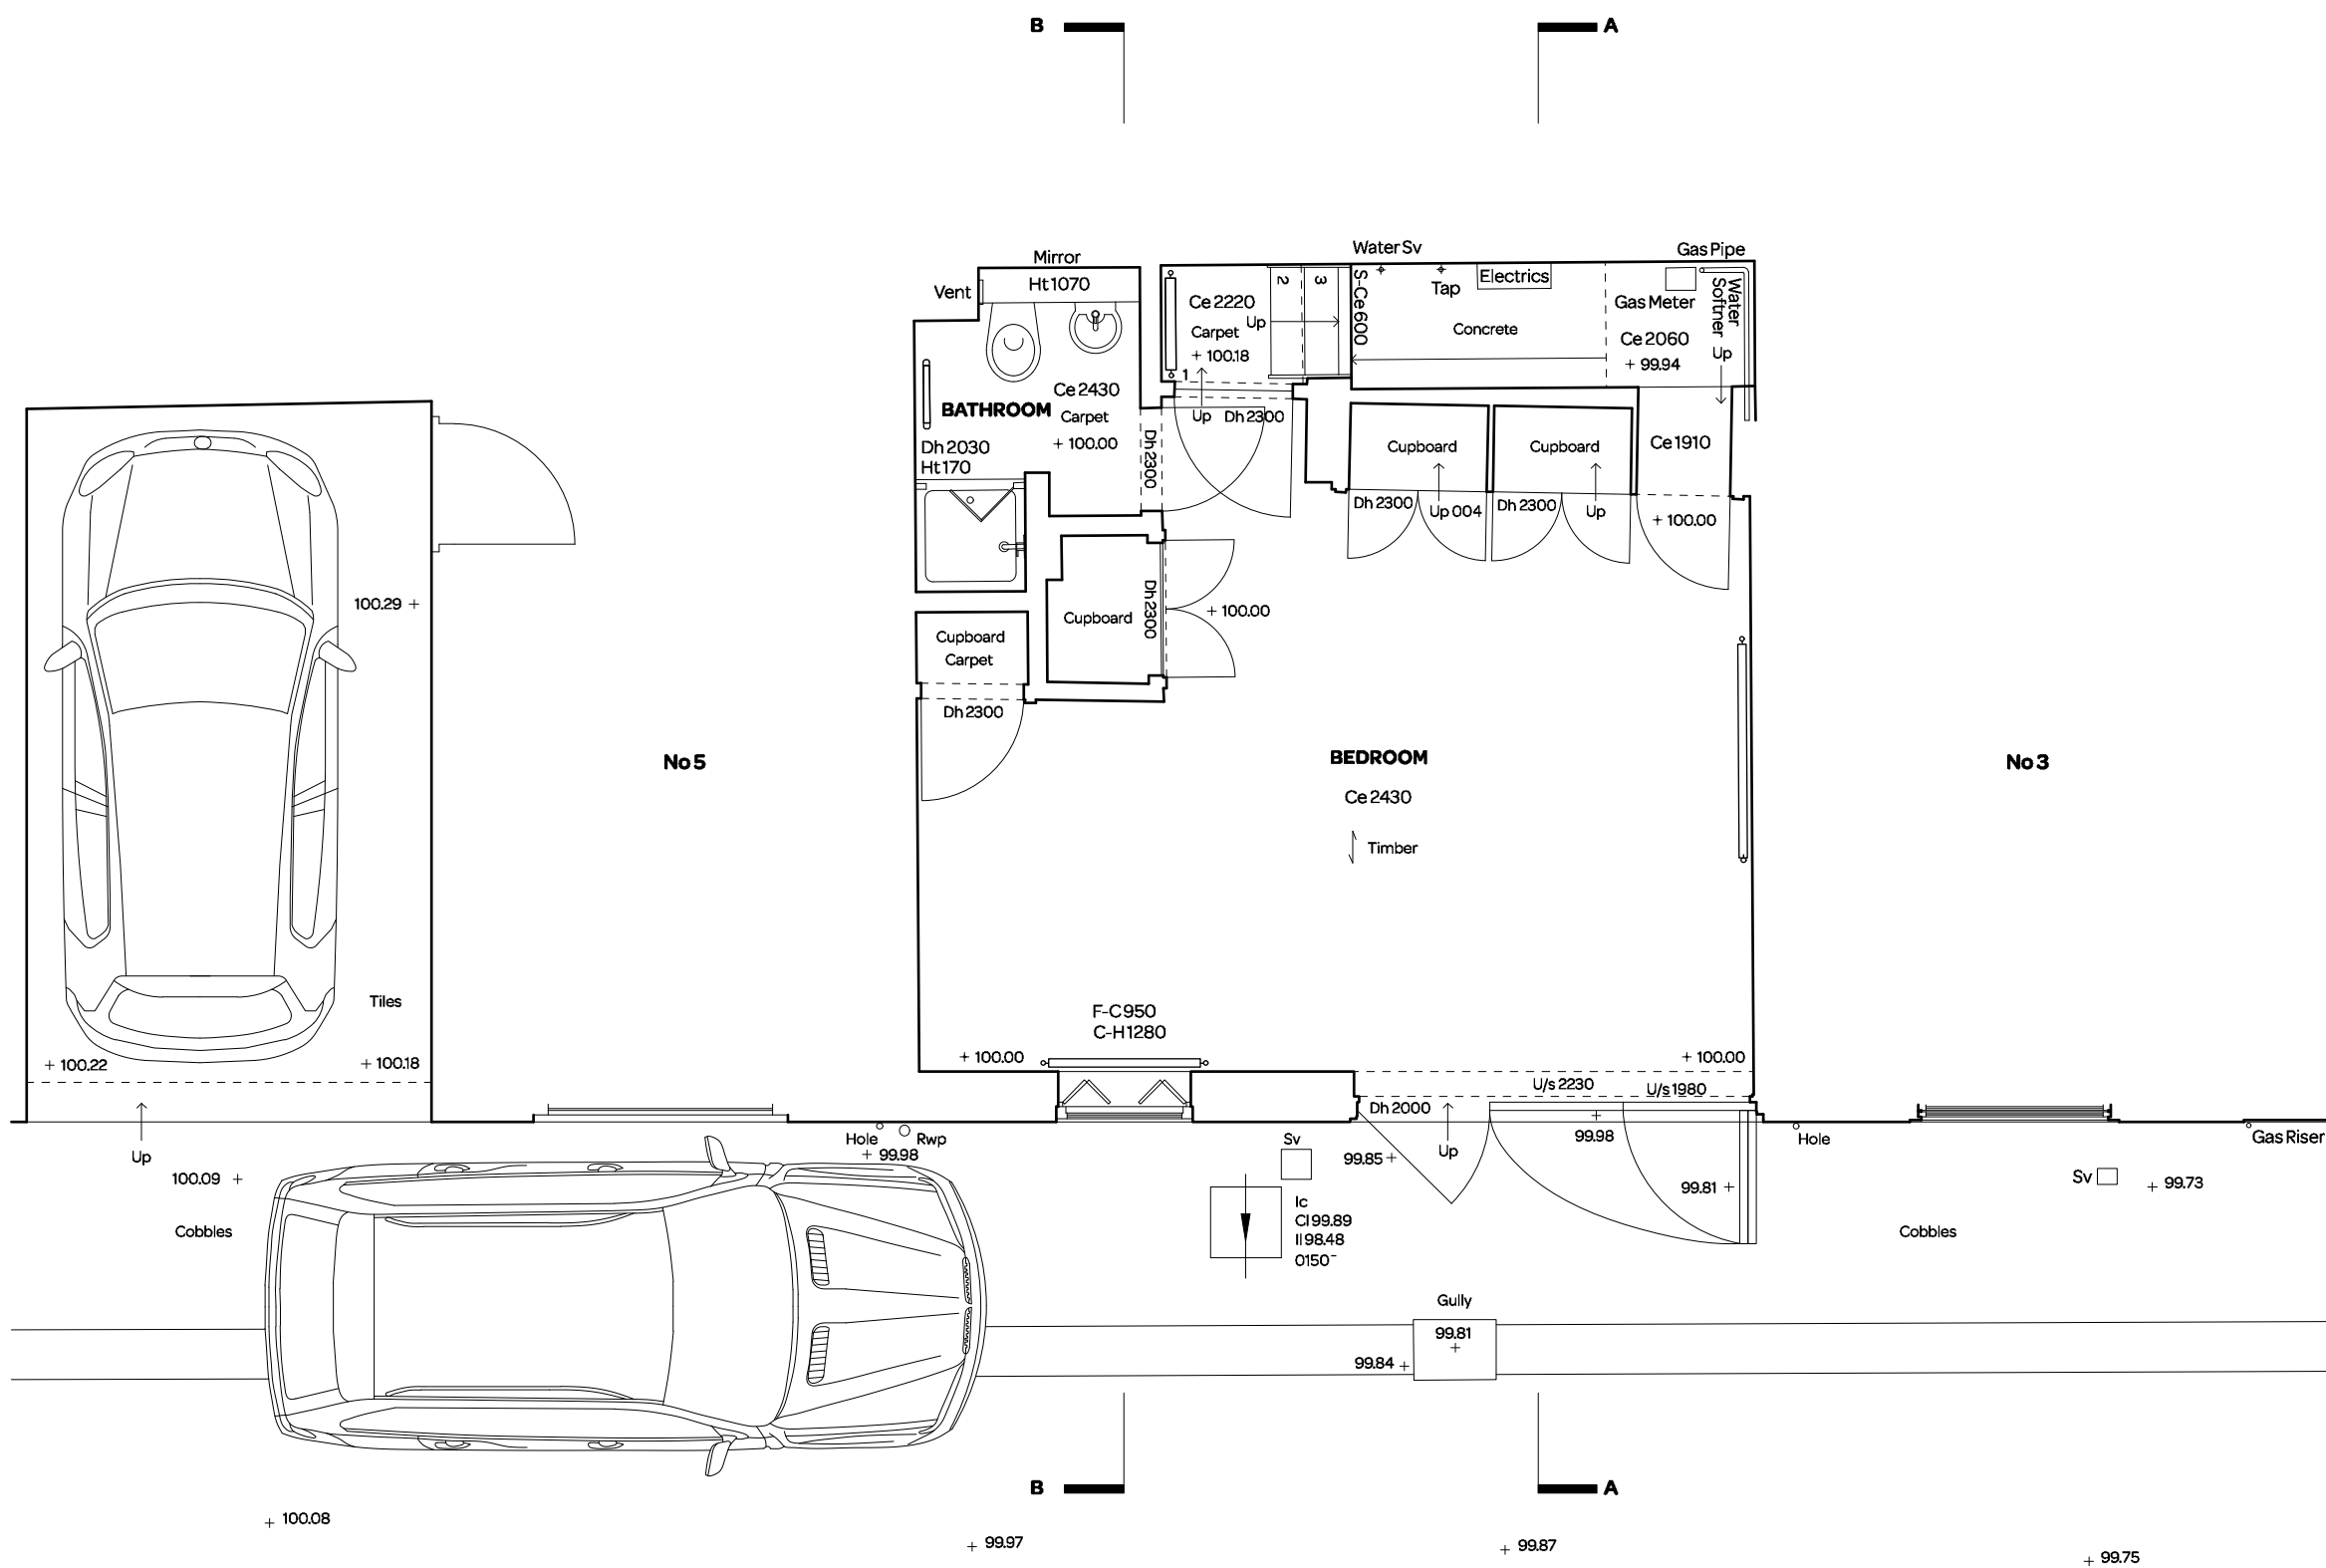 B
A
Mirror
Ht 1070
Vent
Ce 2430
BATHROOM
Carpet
+ 100.00
Dh 2030
Ht 170
Dh 2300
Water Sv
Gas Pipe
Ce 2220
Carpet
+ 100.18
1
Up
2
3
S-Ce 600
Tap
Electrics
Concrete
Gas Meter
Ce 2060
+ 99.94
Water
Softner
Up
Up
Dh 2300
Cupboard
Cupboard
Ce 1910
Dh 2300
Up 004
Dh 2300
Up
+ 100.00
Cupboard
Dh 2300
+ 100.00
Cupboard
Carpet
Dh 2300
100.29 +
No 5
BEDROOM
Ce 2430
Timber
No 3
Tiles
+ 100.22
+ 100.18
F-C 950
C-H 1280
+ 100.00
+ 100.00
U/s 2230
U/s 1980
Dh 2000
Up
Up
Hole
Rwp
+ 99.98
Sv
99.85 +
+
99.98
Hole
Gas Riser
100.09 +
Cobbles
Ic
Cl 99.89
Il 98.48
0150-
99.81 +
Sv
+ 99.73
Cobbles
Gully
99.81
+
99.84 +
B
A
+ 100.08
+ 99.97
+ 99.87
+ 99.75